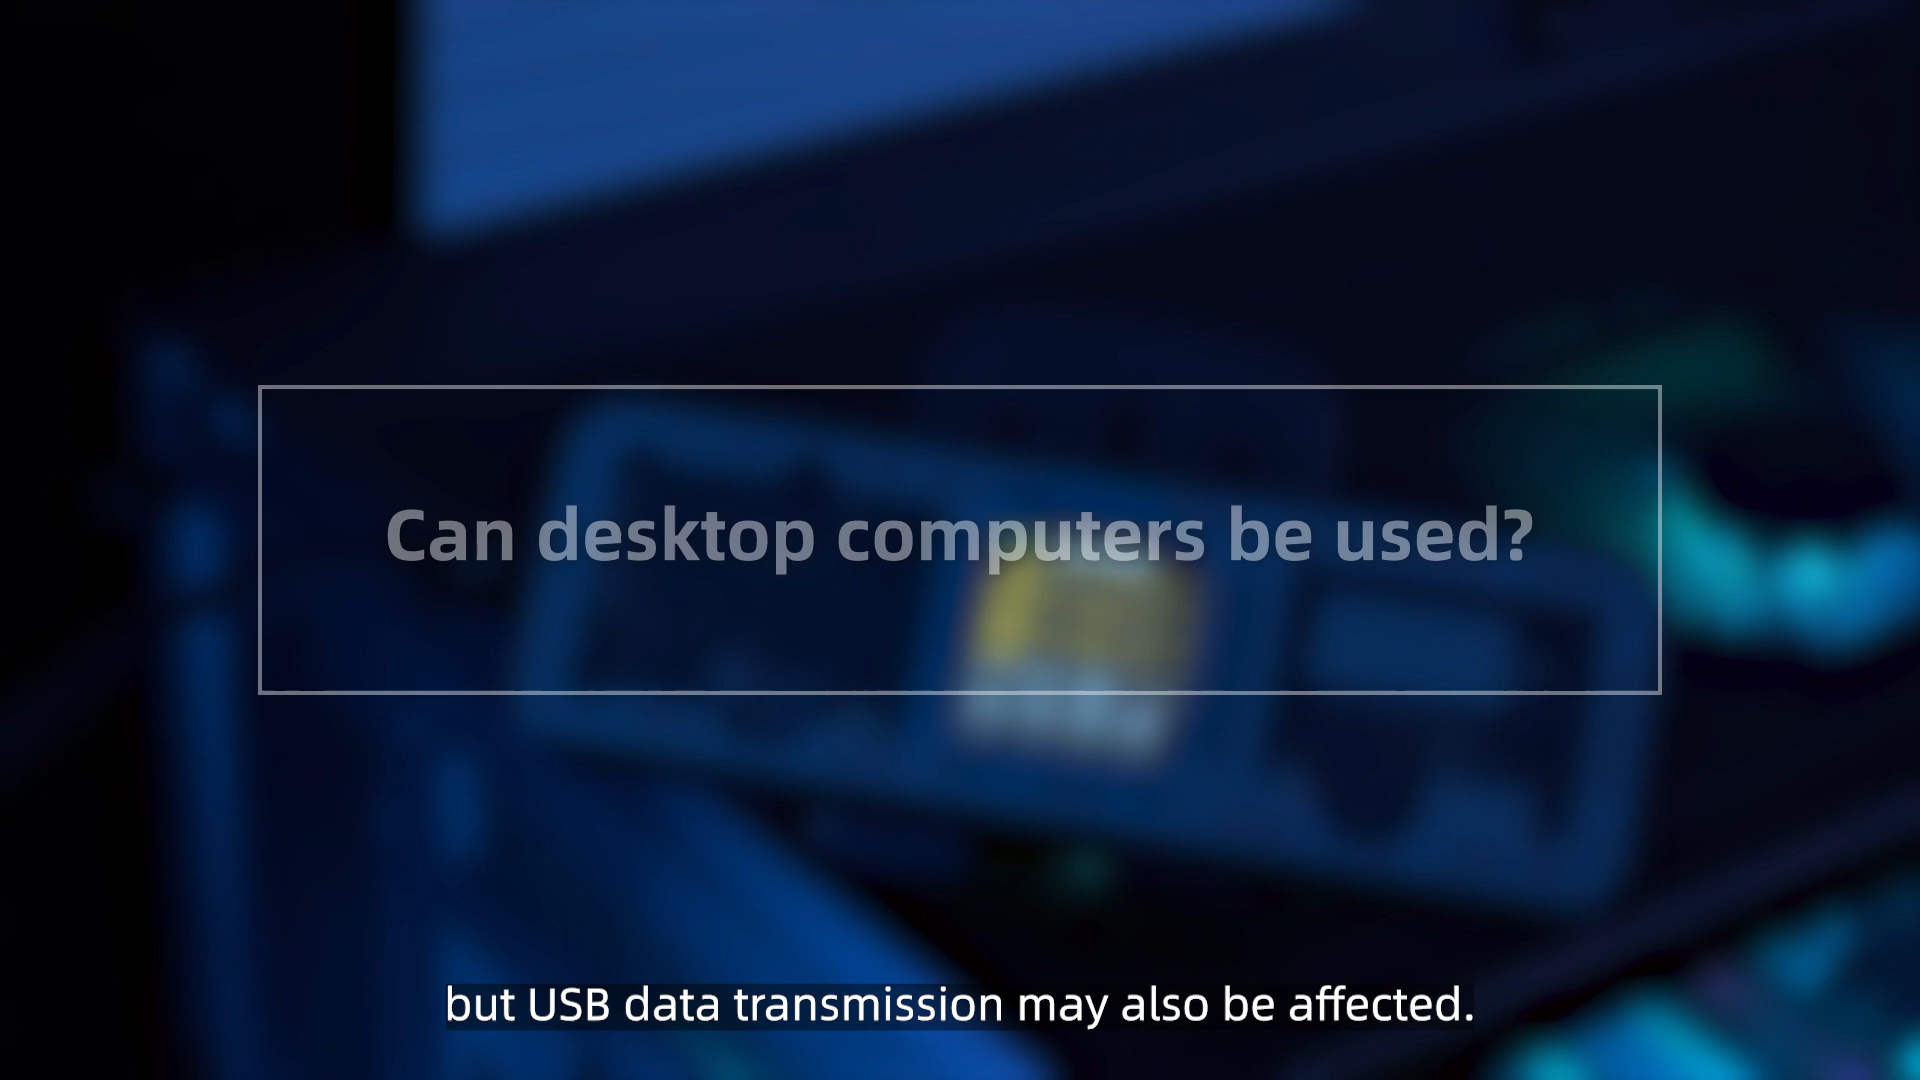 Can desktop computers be used?
but USB data transmission may also be affected.